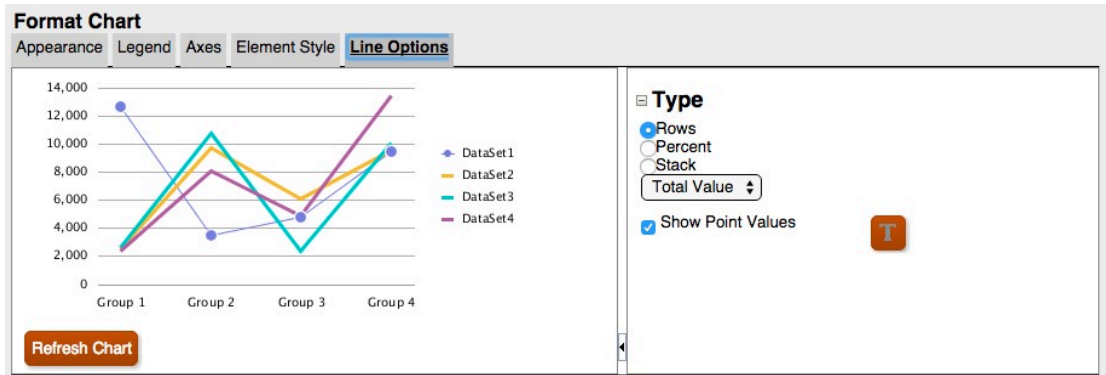 Format Chart
Appearance Legend Axes Element Style Line Options
14,000
12,000
10,000
8,000
6,000
4,000
2,000
0
Group 1 Group 2 Group 3 Group 4
DataSet1
DataSet2
DataSet3
DataSet4
Refresh Chart
Type
Rows
Percent
Stack
Total Value
Show Point Values
T